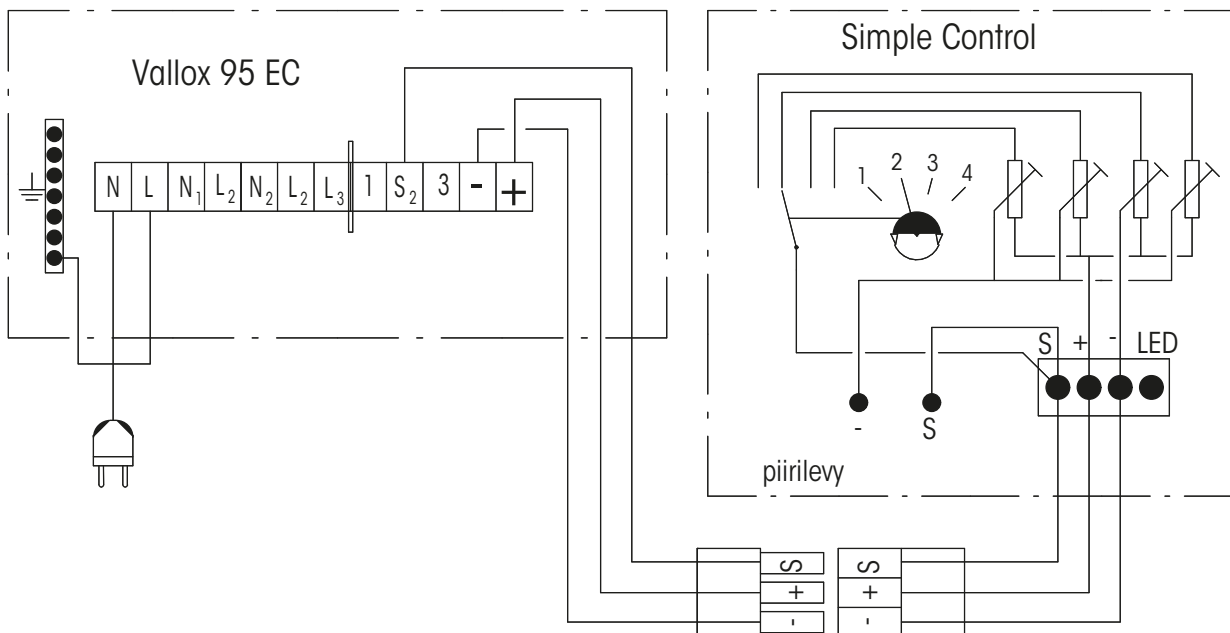 Simple Control
Vallox 95 EC
1 2 3 4
N L N1 L2 N2 L2 L3 1 S2 3 - +
S + - LED
- S
piirilevy
S S
+ +
- -